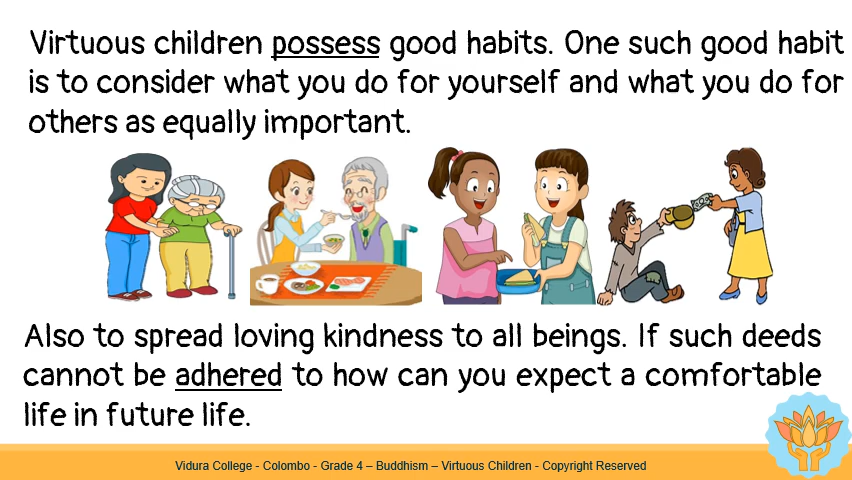 Virtuous children possess good habits. One such good habit
is to consider what you do for yourself and what you do for
others as equally important.
Also to spread loving kindness to all beings. If such deeds
cannot be adhered to how can you expect a comfortable
life in future life.
Vidura College - Colombo - Grade 4 – Buddhism – Virtuous Children - Copyright Reserved